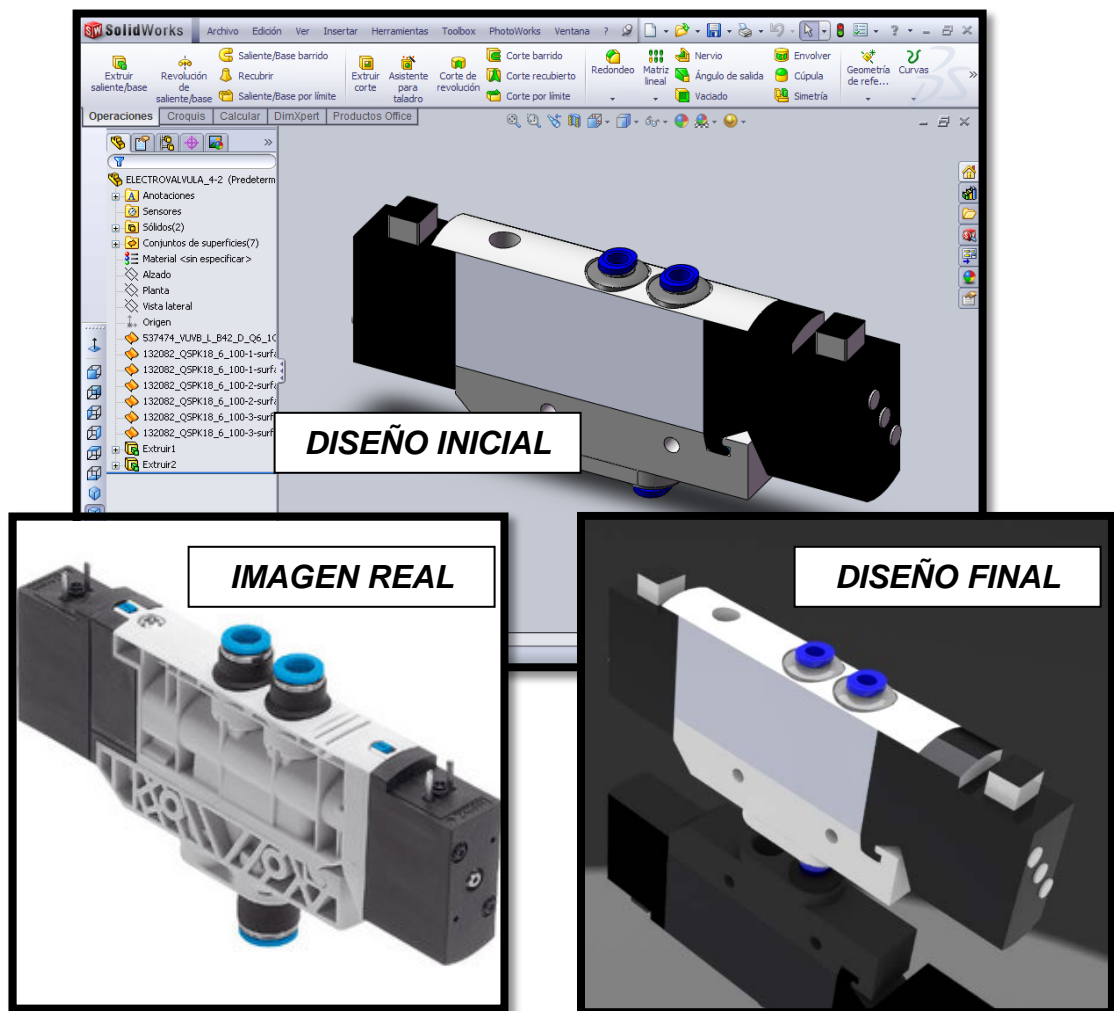 SolidWorks Archivo Edición Ver Insertar Herramientas Toolbox PhotoWorks Ventana ?
Extruir saliente/base
Revolución de saliente/base
Saliente/Base barrido
Recubrir
Saliente/Base por límite
Extruir corte
Asistente para taladro
Corte de revolución
Corte barrido
Corte recubierto
Corte por límite
Redondeo
Matriz lineal
Nervio
Ángulo de salida
Vaciado
Envolver
Cúpula
Simetría
Geometría de refe...
Curvas
Operaciones Croquis Calcular DimXpert Productos Office
ELECTROVALVULA_4-2 (Predeterm
Anotaciones
Sensores
Sólidos(2)
Conjuntos de superficies(7)
Material <sin especificar>
Alzado
Planta
Vista lateral
Origen
537474_VUVB_L_B42_D_Q6_1C
132082_QSPK18_6_100-1-surfa
132082_QSPK18_6_100-1-surfa
132082_QSPK18_6_100-2-surfa
132082_QSPK18_6_100-2-surfa
132082_QSPK18_6_100-3-surf
132082_QSPK18_6_100-3-surf
Extruir1
Extruir2
DISEÑO INICIAL
IMAGEN REAL
DISEÑO FINAL